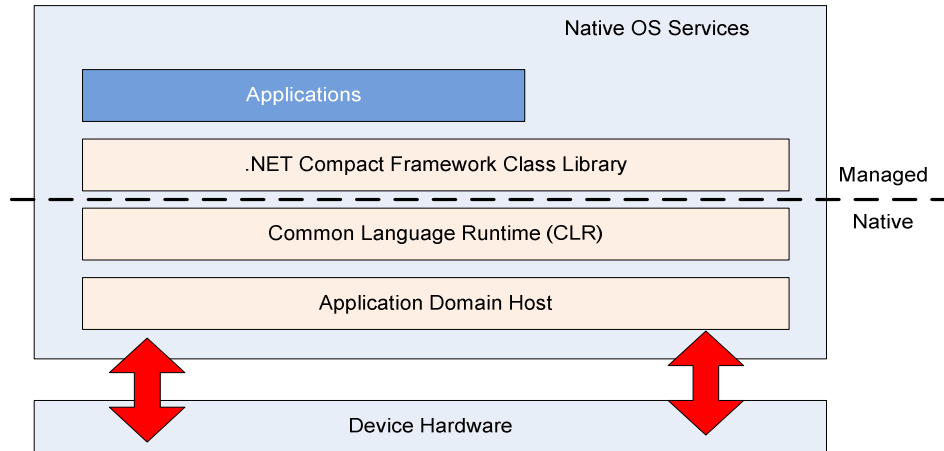 Native OS Services
Applications
.NET Compact Framework Class Library
Managed
Native
Common Language Runtime (CLR)
Application Domain Host
Device Hardware